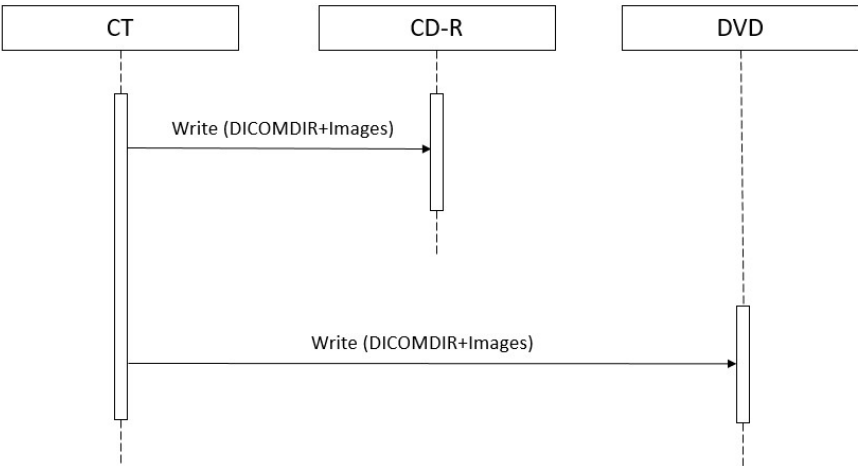 CT
CD-R
DVD
Write (DICOMDIR+Images)
Write (DICOMDIR+Images)